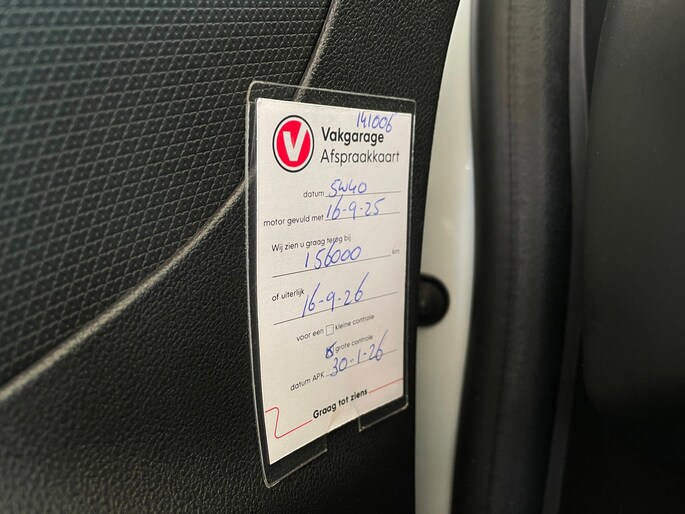 141006
V
Vakgarage
Afspraakkaart
datum 5W40
motor gevuld met 16-9-25
Wij zien u graag terug bij
156000 km
of uiterlijk
16-9-26
voor een kleine controle
grote controle
datum APK 30-1-26
Graag tot ziens